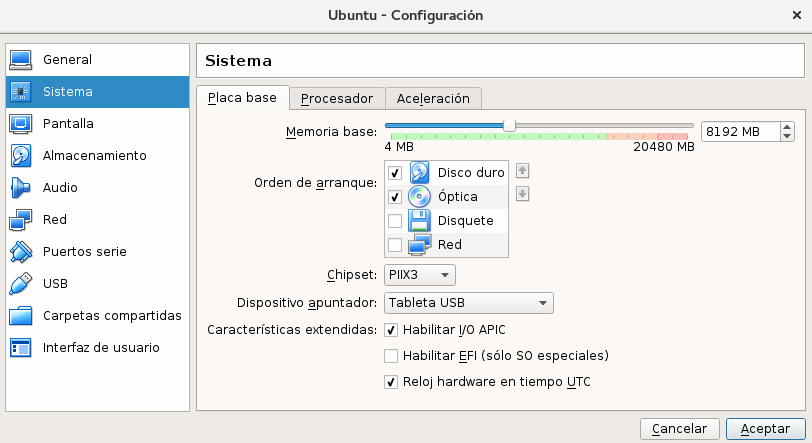 Ubuntu - Configuración
General
Sistema
Pantalla
Almacenamiento
Audio
Red
Puertos serie
USB
Carpetas compartidas
Interfaz de usuario
Sistema
Placa base
Procesador
Aceleración
Memoria base:
8192 MB
4 MB
20480 MB
Orden de arranque:
Disco duro
Óptica
Disquete
Red
Chipset:
PIIX3
Dispositivo apuntador:
Tableta USB
Características extendidas:
Habilitar I/O APIC
Habilitar EFI (sólo SO especiales)
Reloj hardware en tiempo UTC
Cancelar
Aceptar